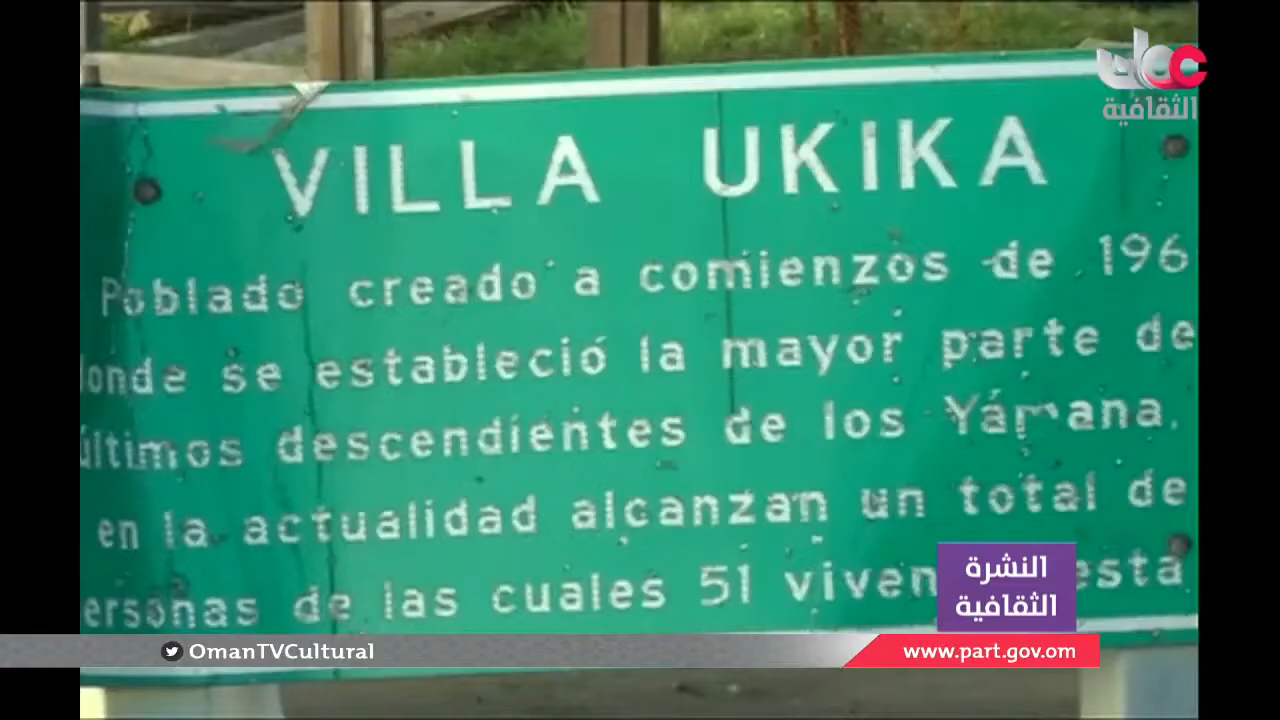 عمان
الثقافية
VILLA UKIKA
Poblado creado a comienzos de 196
donde se estableció la mayor parte de
últimos descendientes de los Yámana.
en la actualidad alcanzan un total de
ersonas de las cuales 51 viven esta
النشرة
الثقافية
OmanTVCultural
www.part.gov.om